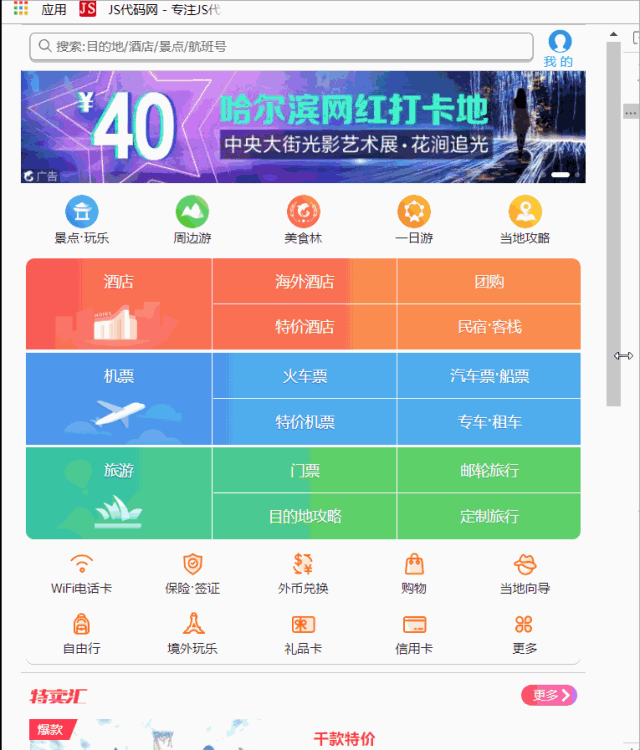 应用 JS JS代码网 - 专注JS代
搜索:目的地/酒店/景点/航班号
我 的
¥40
哈尔滨网红打卡地
中央大街光影艺术展·花涧追光
广告
景点·玩乐 周边游 美食林 一日游 当地攻略
酒店 海外酒店 团购
特价酒店 民宿·客栈
HOTEL
机票 火车票 汽车票·船票
特价机票 专车·租车
旅游 门票 邮轮旅行
目的地攻略 定制旅行
WiFi电话卡 保险·签证 外币兑换 购物 当地向导
自由行 境外玩乐 礼品卡 信用卡 更多
特卖汇 更多
爆款
千款特价